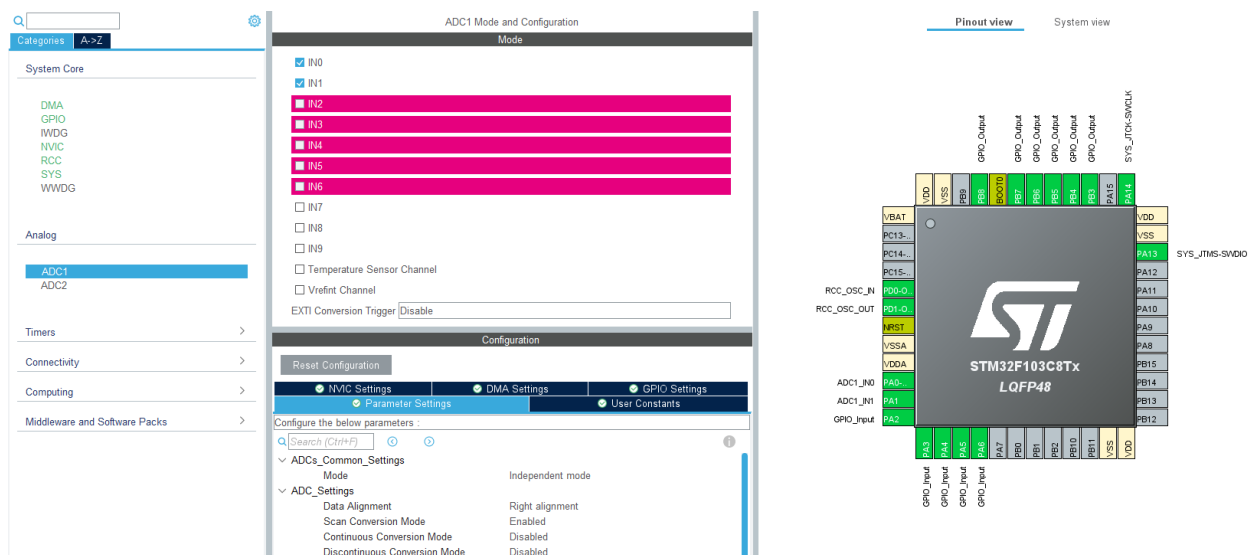 Categories
A->Z
System Core
DMA
GPIO
IWDG
NVIC
RCC
SYS
WWDG
Analog
ADC1
ADC2
Timers
Connectivity
Computing
Middleware and Software Packs
ADC1 Mode and Configuration
Mode
IN0
IN1
IN2
IN3
IN4
IN5
IN6
IN7
IN8
IN9
Temperature Sensor Channel
Vrefint Channel
EXTI Conversion Trigger Disable
Configuration
Reset Configuration
NVIC Settings
DMA Settings
GPIO Settings
Parameter Settings
User Constants
Configure the below parameters :
Search (Ctrl+F)
ADCs_Common_Settings
Mode Independent mode
ADC_Settings
Data Alignment Right alignment
Scan Conversion Mode Enabled
Continuous Conversion Mode Disabled
Discontinuous Conversion Mode Disabled
Pinout view
System view
GPIO_Output
GPIO_Output
GPIO_Output
GPIO_Output
GPIO_Output
GPIO_Output
SYS_JTCK-SWCLK
VDD
VSS
PB9
PB8
BOOT0
PB7
PB6
PB5
PB4
PB3
PA15
PA14
VBAT
PC13-..
PC14-..
PC15-..
RCC_OSC_IN PD0-O..
RCC_OSC_OUT PD1-O..
NRST
VSSA
VDDA
ADC1_IN0 PA0-..
ADC1_IN1 PA1
GPIO_Input PA2
ST
STM32F103C8Tx
LQFP48
VDD
VSS
PA13 SYS_JTMS-SWDIO
PA12
PA11
PA10
PA9
PA8
PB15
PB14
PB13
PB12
PA3
PA4
PA5
PA6
PA7
PB0
PB1
PB2
PB10
PB11
VSS
VDD
GPIO_Input
GPIO_Input
GPIO_Input
GPIO_Input